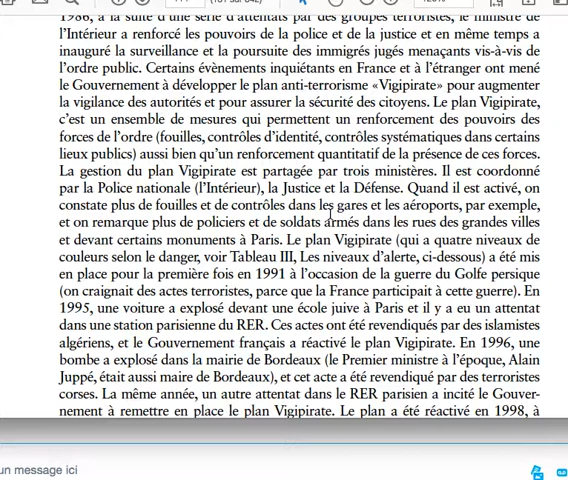 1986, à la suite d'une série d'attentats par des groupes terroristes, le ministre de
l'Intérieur a renforcé les pouvoirs de la police et de la justice et en même temps a
inauguré la surveillance et la poursuite des immigrés jugés menaçants vis-à-vis de
l'ordre public. Certains évènements inquiétants en France et à l'étranger ont mené
le Gouvernement à développer le plan anti-terrorisme «Vigipirate» pour augmenter
la vigilance des autorités et pour assurer la sécurité des citoyens. Le plan Vigipirate,
c'est un ensemble de mesures qui permettent un renforcement des pouvoirs des
forces de l'ordre (fouilles, contrôles d'identité, contrôles systématiques dans certains
lieux publics) aussi bien qu'un renforcement quantitatif de la présence de ces forces.
La gestion du plan Vigipirate est partagée par trois ministères. Il est coordonné
par la Police nationale (l'Intérieur), la Justice et la Défense. Quand il est activé, on
constate plus de fouilles et de contrôles dans les gares et les aéroports, par exemple,
et on remarque plus de policiers et de soldats armés dans les rues des grandes villes
et devant certains monuments à Paris. Le plan Vigipirate (qui a quatre niveaux de
couleurs selon le danger, voir Tableau III, Les niveaux d'alerte, ci-dessous) a été mis
en place pour la première fois en 1991 à l'occasion de la guerre du Golfe persique
(on craignait des actes terroristes, parce que la France participait à cette guerre). En
1995, une voiture a explosé devant une école juive à Paris et il y a eu un attentat
dans une station parisienne du RER. Ces actes ont été revendiqués par des islamistes
algériens, et le Gouvernement français a réactivé le plan Vigipirate. En 1996, une
bombe a explosé dans la mairie de Bordeaux (le Premier ministre à l'époque, Alain
Juppé, était aussi maire de Bordeaux), et cet acte a été revendiqué par des terroristes
corses. La même année, un autre attentat dans le RER parisien a incité le Gouver-
nement à remettre en place le plan Vigipirate. Le plan a été réactivé en 1998, à
un message ici